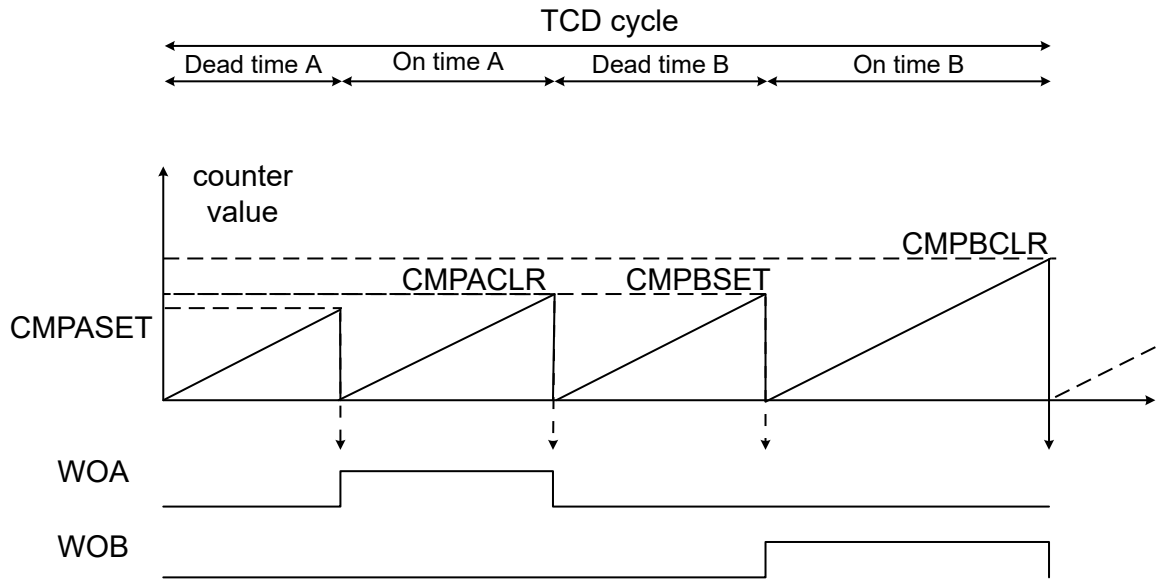 TCD cycle
Dead time A
On time A
Dead time B
On time B
counter
value
CMPBCLR
CMPACLR
CMPBSET
CMPASET
WOA
WOB